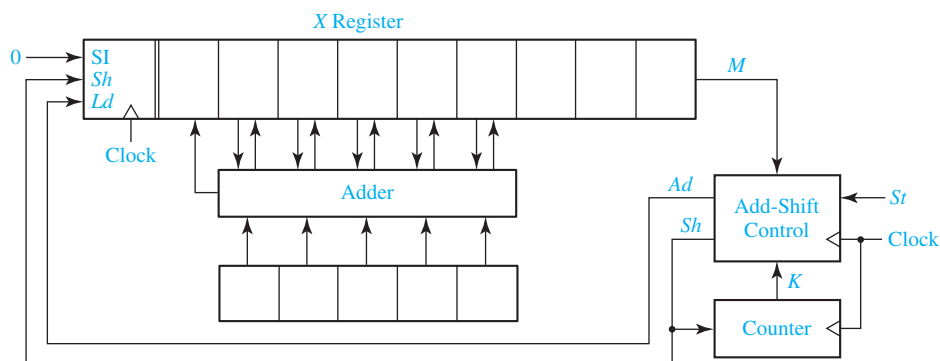 X Register
0
SI
Sh
Ld
M
Clock
Adder
Ad
Sh
Add-Shift
Control
St
Clock
K
Counter